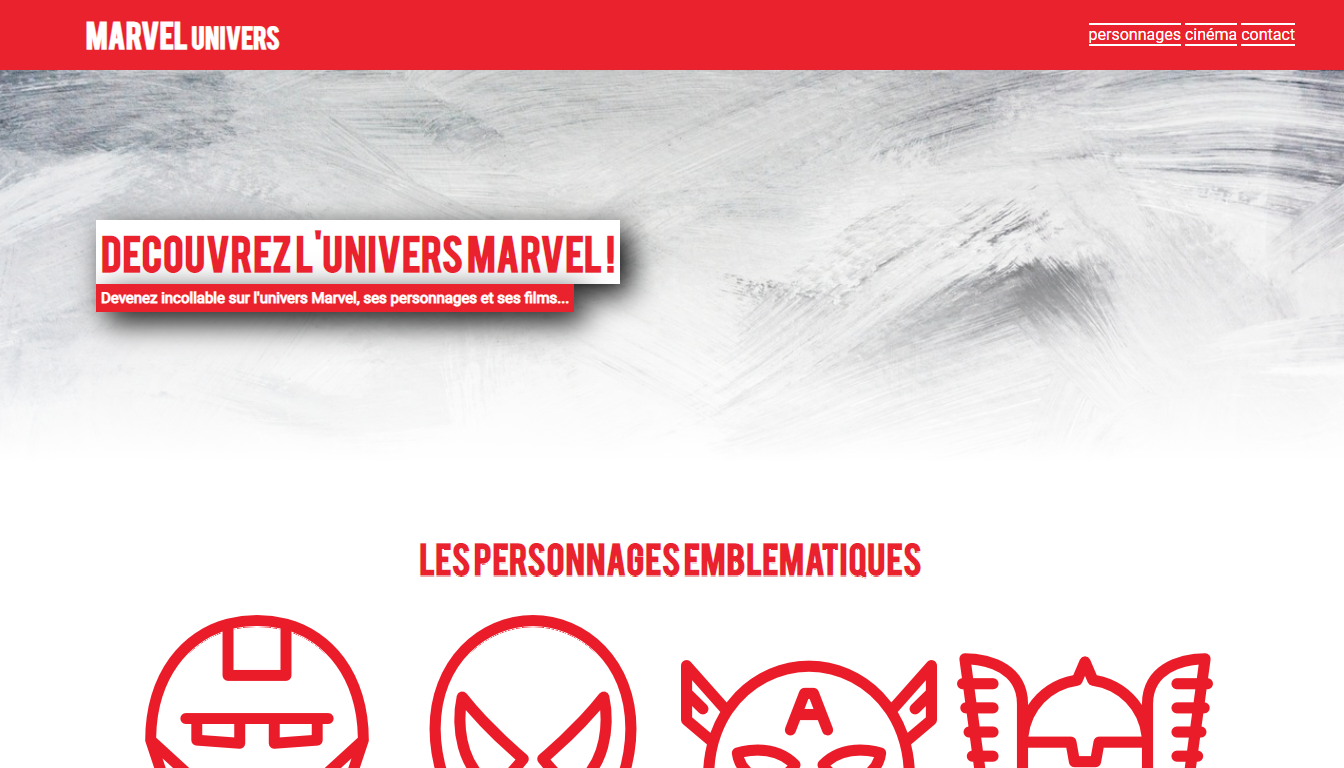 MARVEL UNIVERS
personnages cinéma contact
DECOUVREZ L'UNIVERS MARVEL !
Devenez incollable sur l'univers Marvel, ses personnages et ses films...
LES PERSONNAGES EMBLEMATIQUES
A